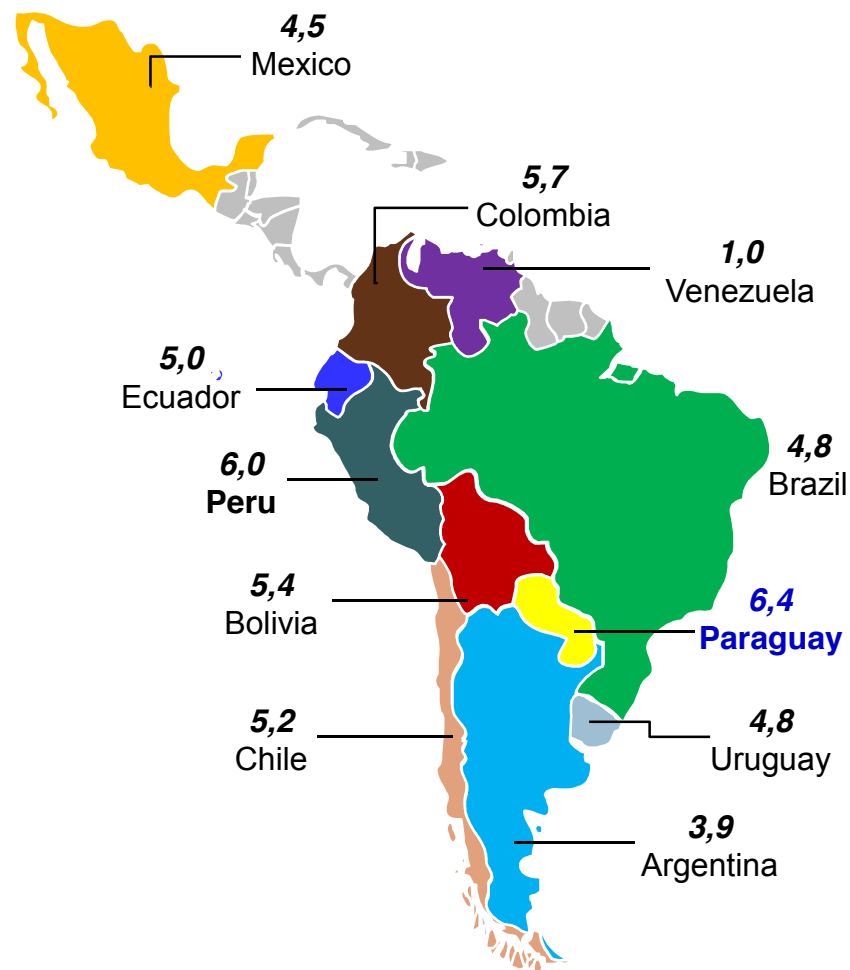 4,5
Mexico
5,7
Colombia
1,0
Venezuela
5,0
Ecuador
4,8
Brazil
6,0
Peru
5,4
Bolivia
6,4
Paraguay
5,2
Chile
4,8
Uruguay
3,9
Argentina